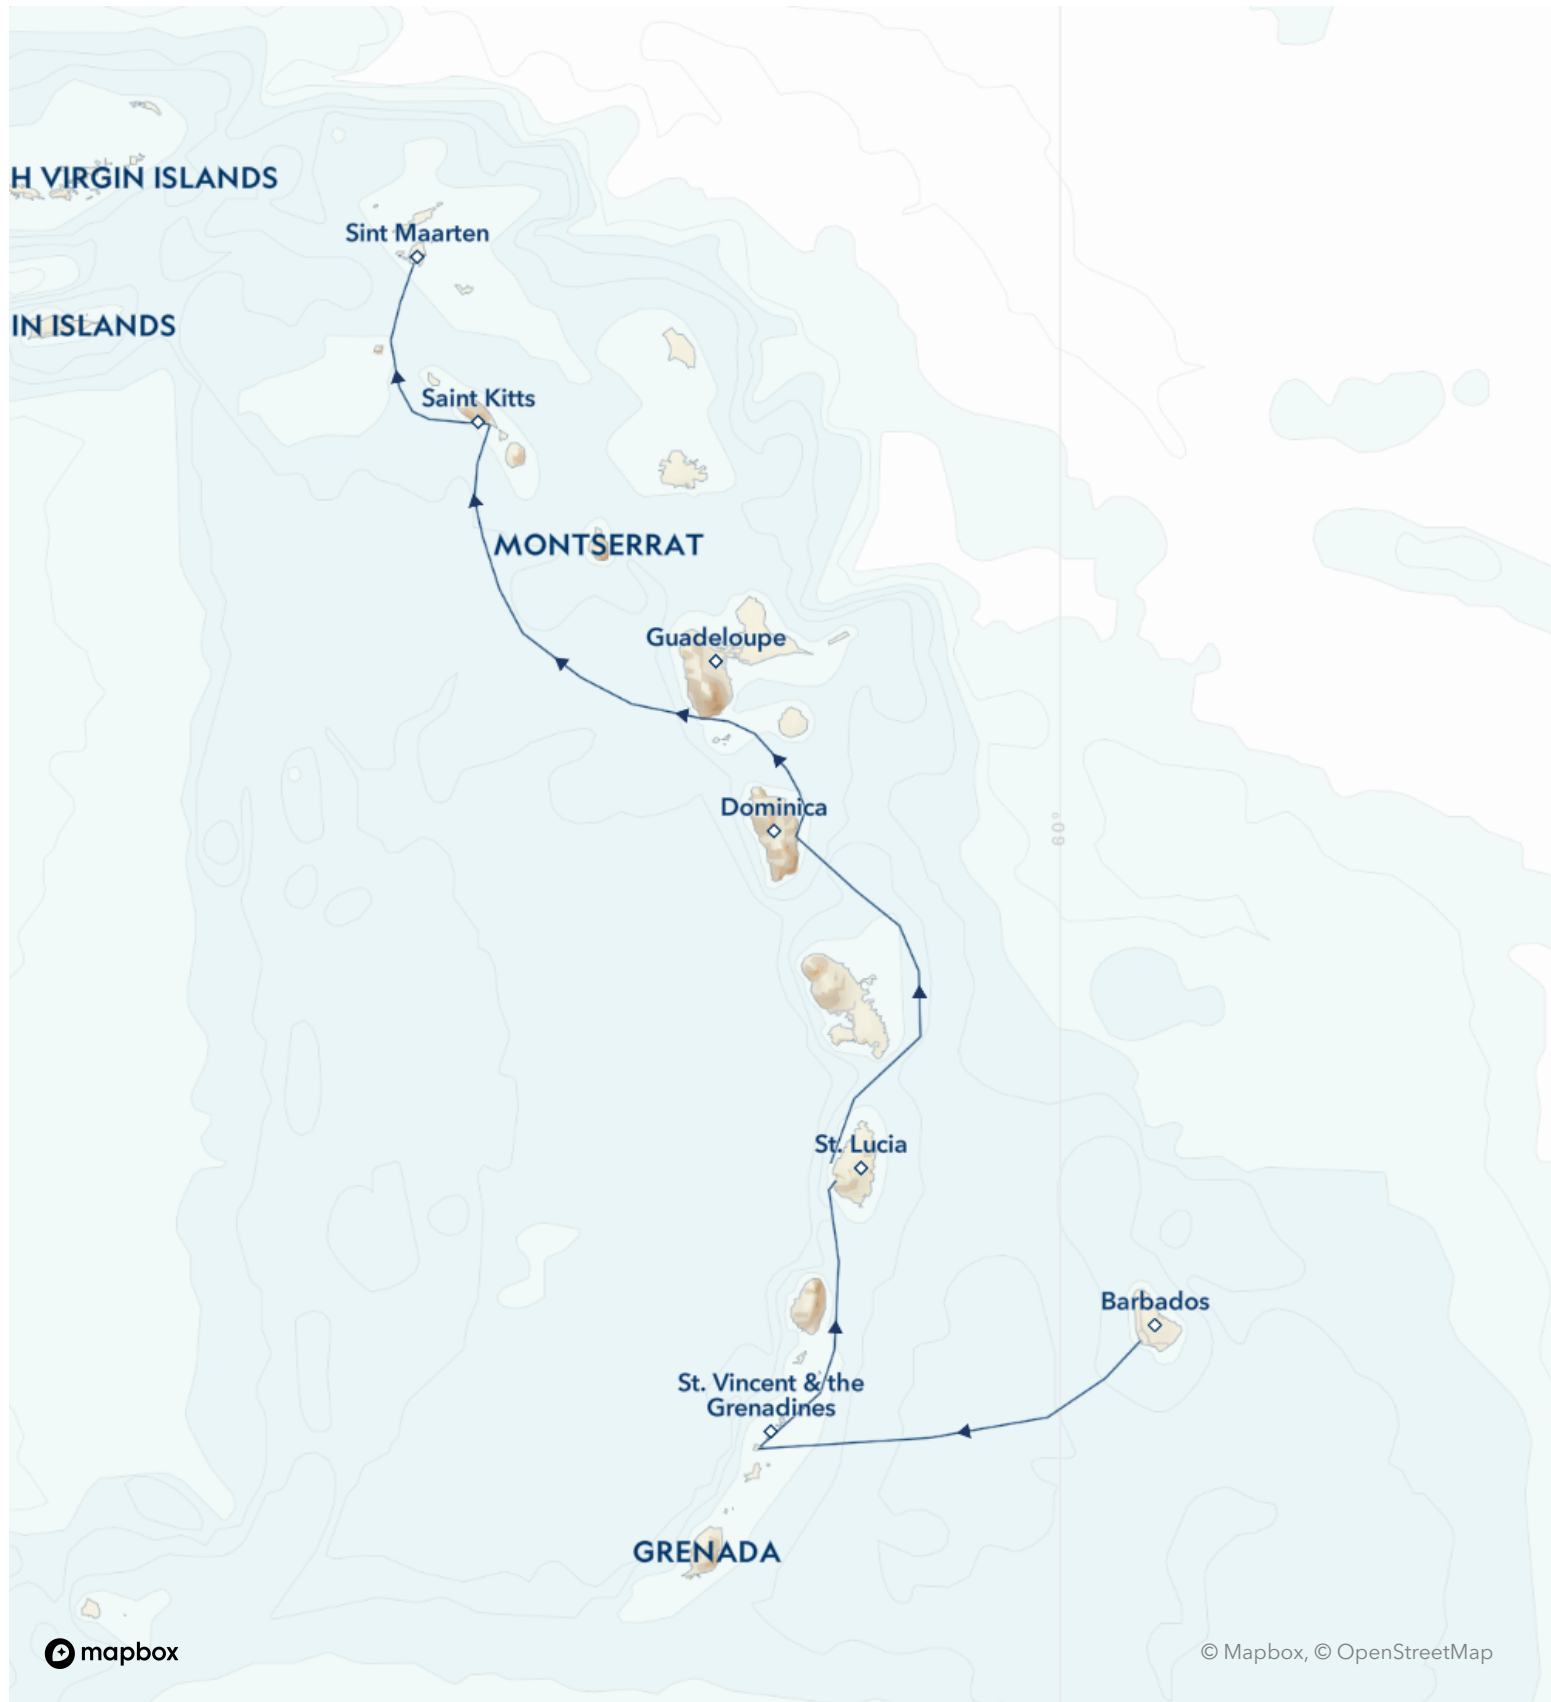 H VIRGIN ISLANDS
Sint Maarten
IN ISLANDS
Saint Kitts
MONTSERRAT
Guadeloupe
Dominica
60°
St. Lucia
Barbados
St. Vincent & the
Grenadines
GRENADA
mapbox
© Mapbox, © OpenStreetMap